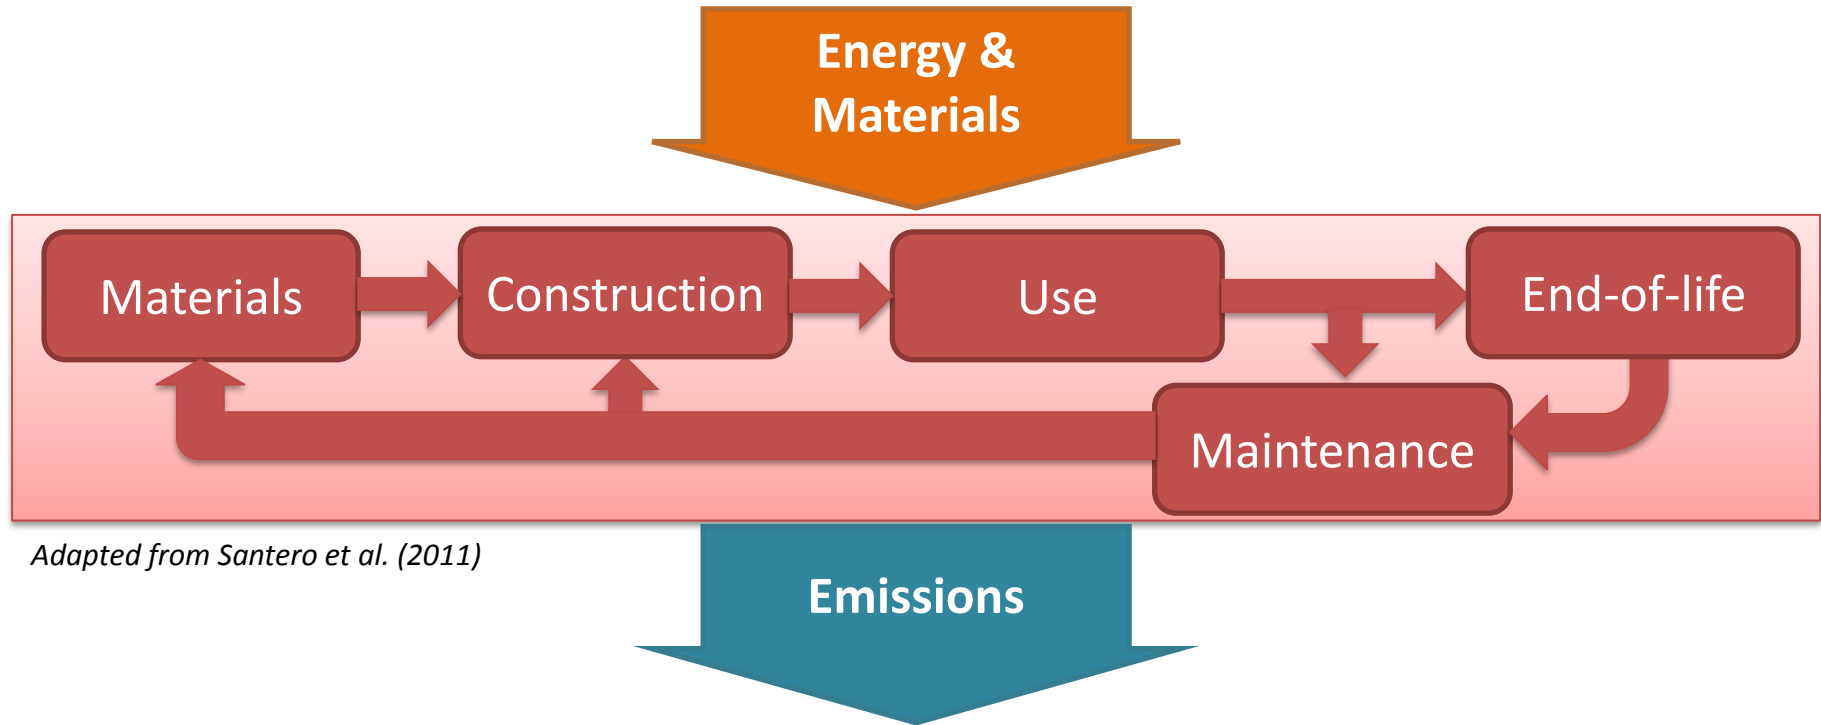 Energy &
Materials
Materials
Construction
Use
End-of-life
Maintenance
Adapted from Santero et al. (2011)
Emissions